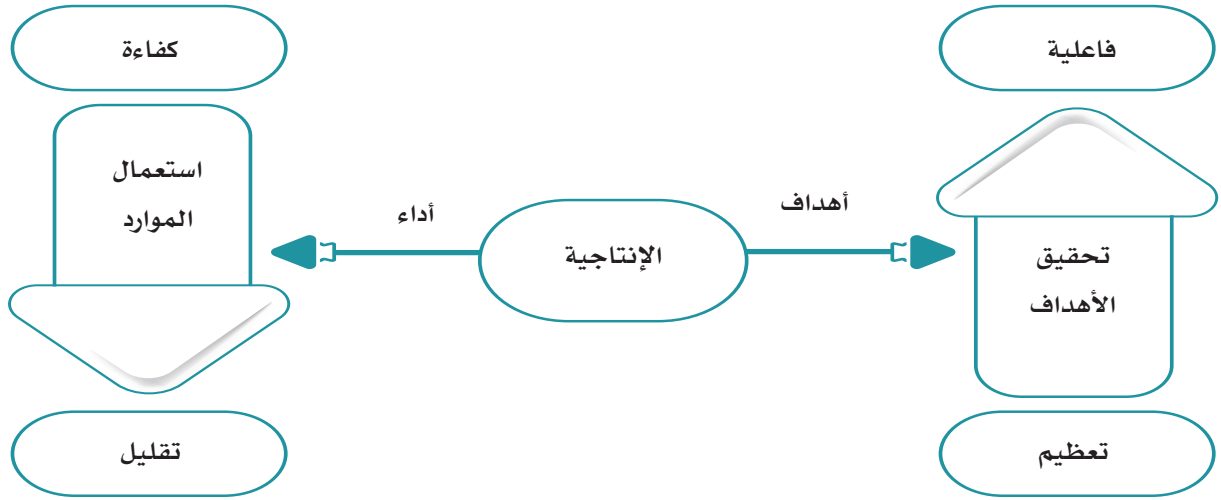 فاعلية
كفاءة
استعمال
الموارد
أهداف
أداء
الإنتاجية
تحقيق
الأهداف
تعظيم
تقليل